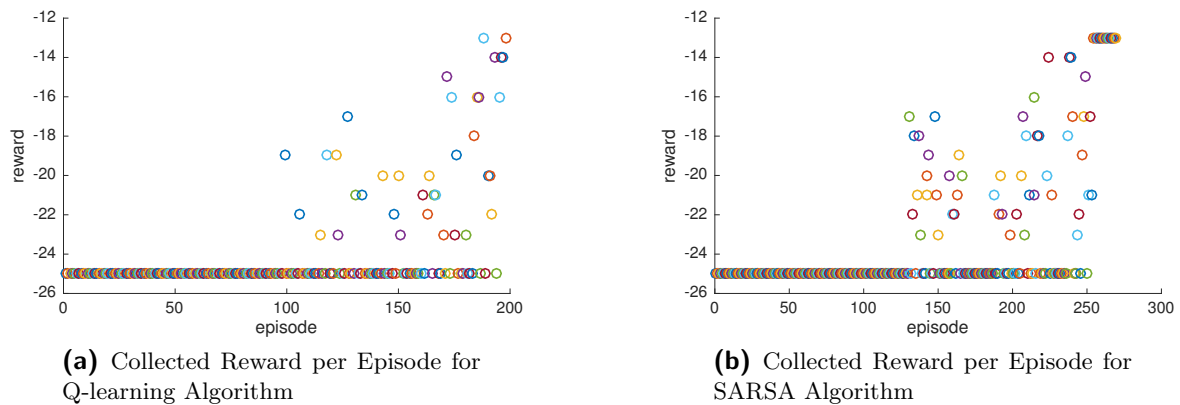 -12
-14
-16
-18
-20
-22
-24
-26
reward
0 50 100 150 200
episode
(a) Collected Reward per Episode for
Q-learning Algorithm
-12
-14
-16
-18
-20
-22
-24
-26
reward
0 50 100 150 200 250 300
episode
(b) Collected Reward per Episode for
SARSA Algorithm